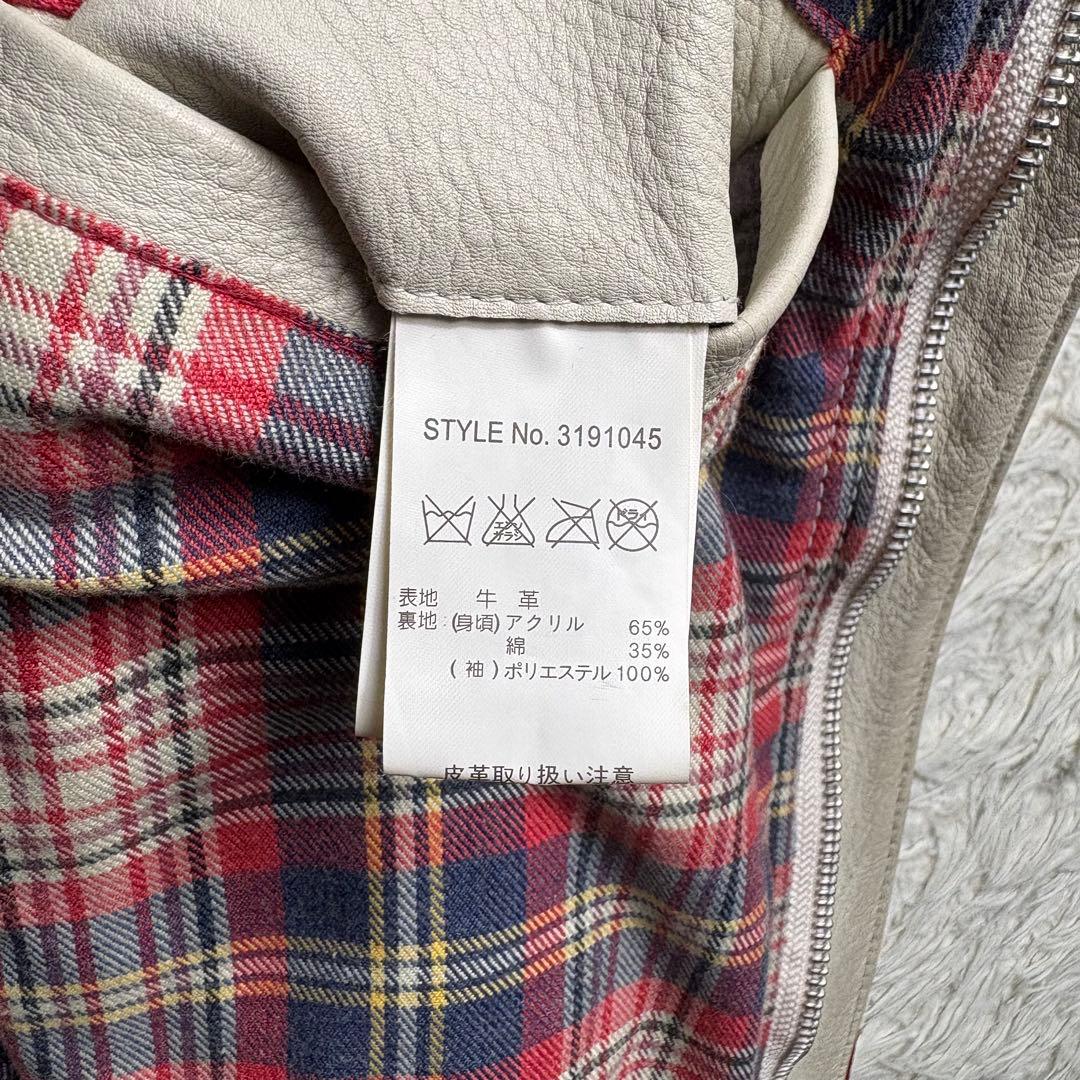 STYLE No. 3191045
エンソ
サラシ
ドライ
表地 牛 革
裏地:(身頃)アクリル 65%
綿 35%
(袖)ポリエステル 100%
皮革取り扱い注意